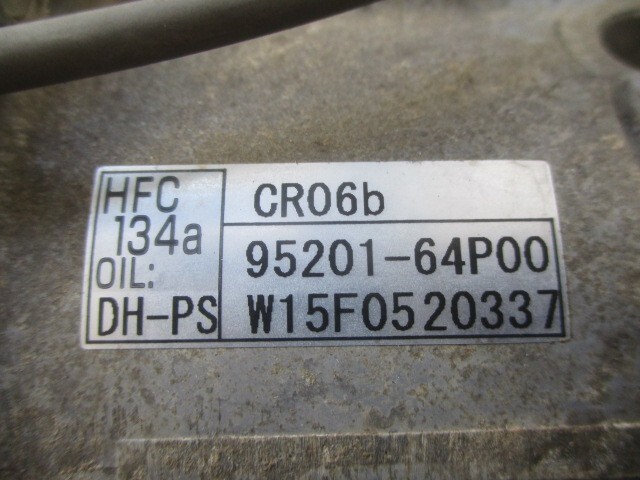 HFC
134a
OIL:
DH-PS
CR06b
95201-64P00
W15F0520337